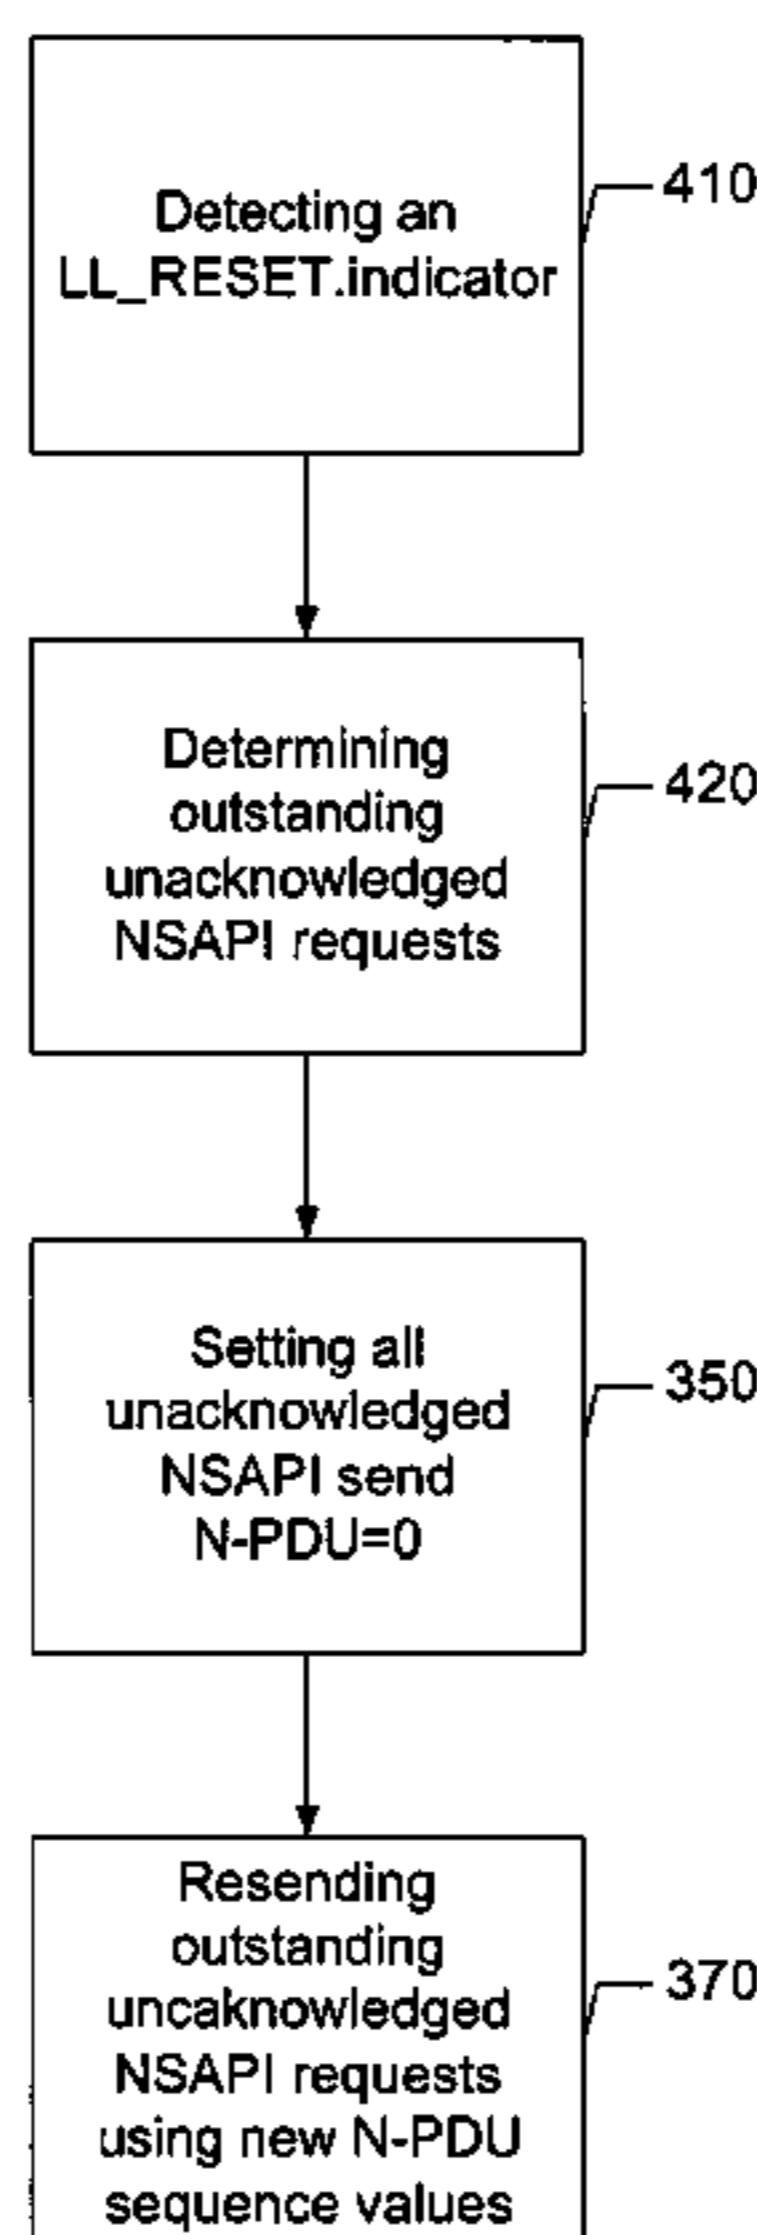 Detecting an
LL_RESET.indicator
410
Determining
outstanding
unacknowledged
NSAPI requests
420
Setting all
unacknowledged
NSAPI send
N-PDU=0
350
Resending
outstanding
uncaknowledged
NSAPI requests
using new N-PDU
sequence values
370